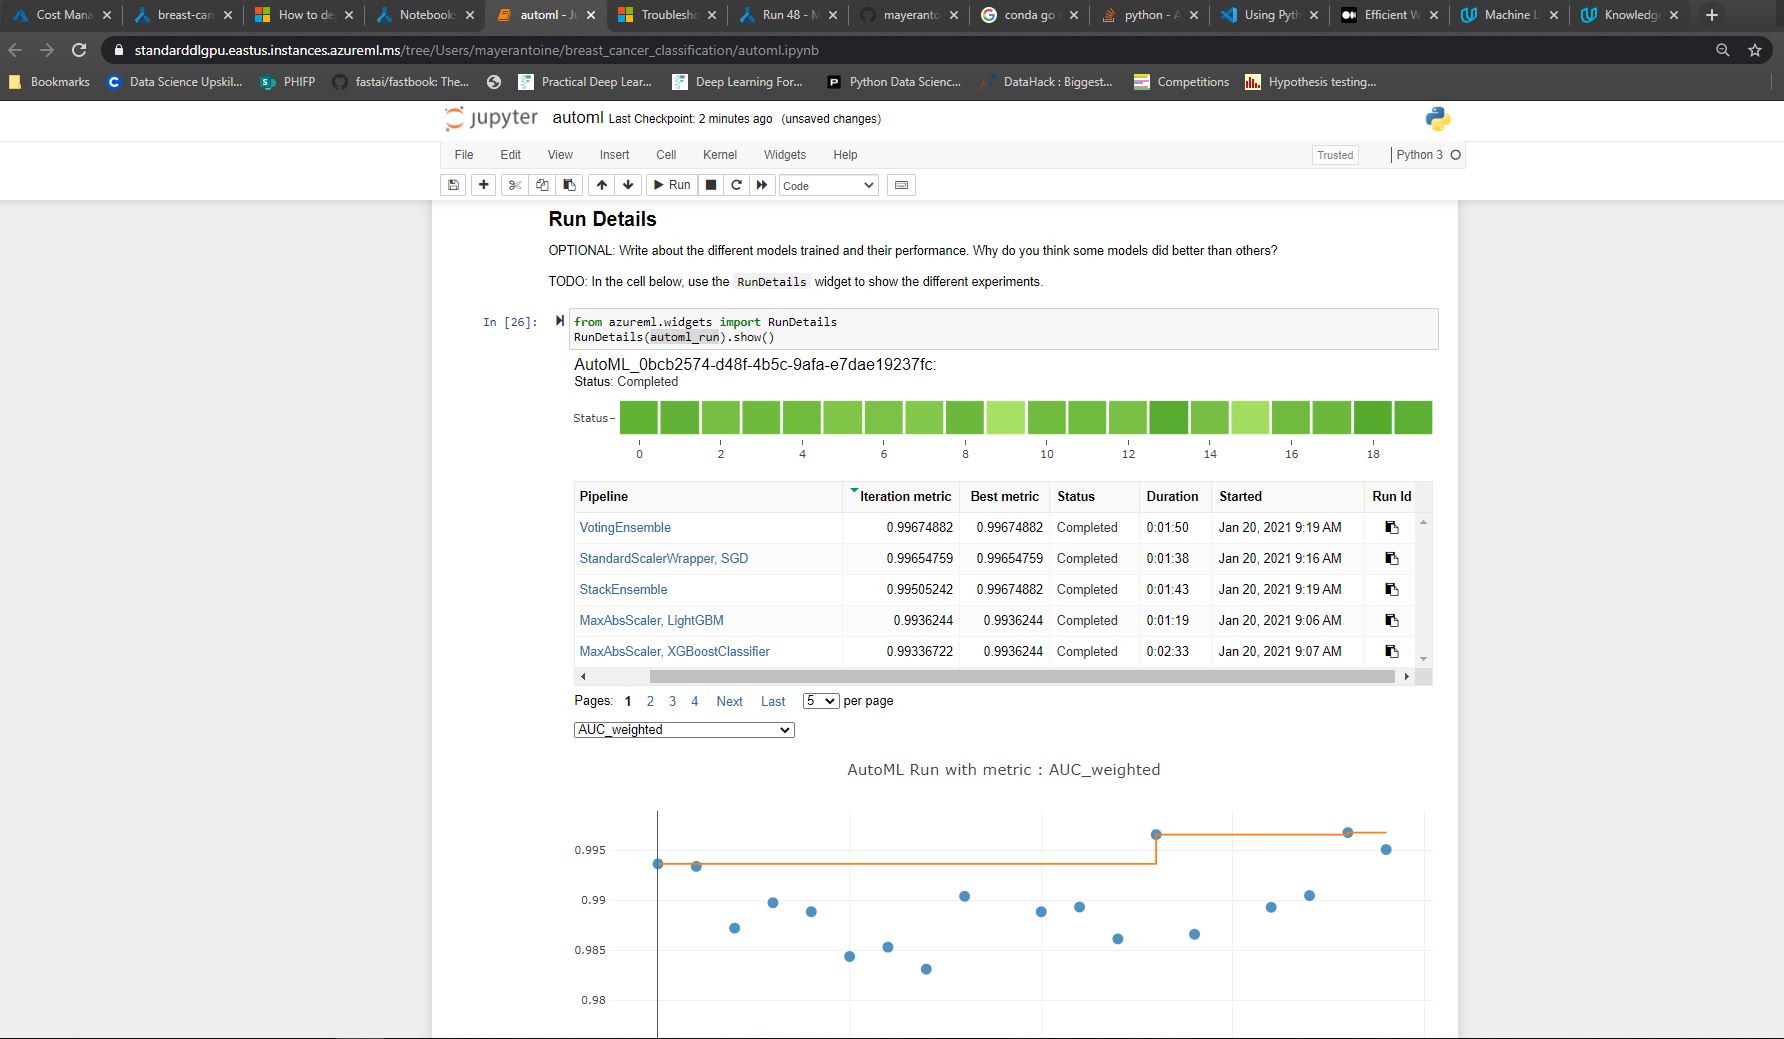 Cost Mana
breast-can
How to de
Notebooks
automl - Ju
Troublesho
Run 48 - M
mayeranto
conda go t
python - A
Using Pyth
Efficient W
Machine L
Knowledge
standarddlgpu.eastus.instances.azureml.ms/tree/Users/mayerantoine/breast_cancer_classification/automl.ipynb
Bookmarks
Data Science Upskil...
PHIFP
fastai/fastbook: The...
Practical Deep Lear...
Deep Learning For...
Python Data Scienc...
DataHack : Biggest...
Competitions
Hypothesis testing...
jupyter automl Last Checkpoint: 2 minutes ago (unsaved changes)
File Edit View Insert Cell Kernel Widgets Help Trusted Python 3
Run Code
Run Details
OPTIONAL: Write about the different models trained and their performance. Why do you think some models did better than others?
TODO: In the cell below, use the RunDetails widget to show the different experiments.
In [26]: from azureml.widgets import RunDetails
RunDetails(automl_run).show()
AutoML_0bcb2574-d48f-4b5c-9afa-e7dae19237fc:
Status: Completed
Status
0 2 4 6 8 10 12 14 16 18
Pipeline Iteration metric Best metric Status Duration Started Run Id
VotingEnsemble 0.99674882 0.99674882 Completed 0:01:50 Jan 20, 2021 9:19 AM
StandardScalerWrapper, SGD 0.99654759 0.99654759 Completed 0:01:38 Jan 20, 2021 9:16 AM
StackEnsemble 0.99505242 0.99674882 Completed 0:01:43 Jan 20, 2021 9:19 AM
MaxAbsScaler, LightGBM 0.9936244 0.9936244 Completed 0:01:19 Jan 20, 2021 9:06 AM
MaxAbsScaler, XGBoostClassifier 0.99336722 0.9936244 Completed 0:02:33 Jan 20, 2021 9:07 AM
Pages: 1 2 3 4 Next Last 5 per page
AUC_weighted
AutoML Run with metric : AUC_weighted
0.995
0.99
0.985
0.98